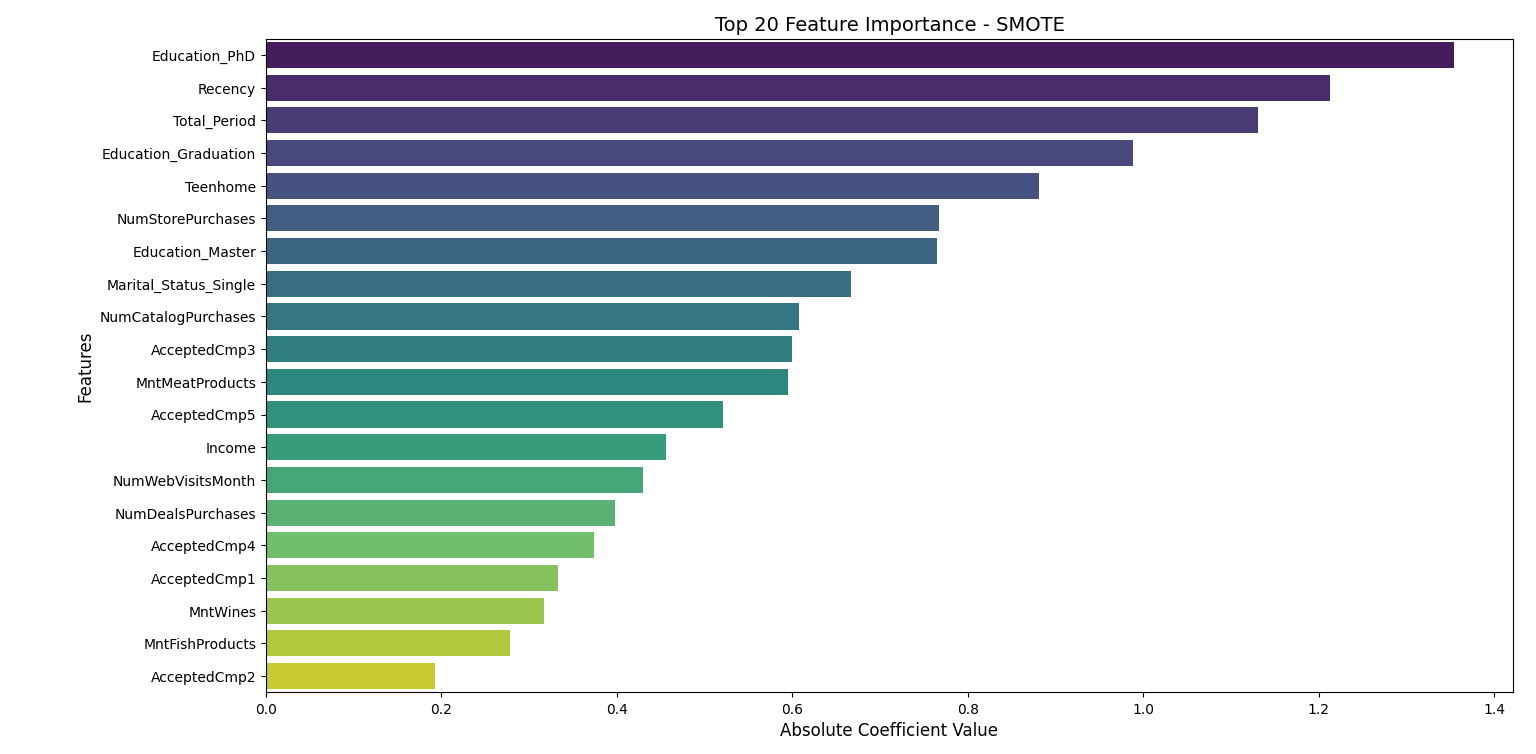 Top 20 Feature Importance - SMOTE
Features
Education_PhD
Recency
Total_Period
Education_Graduation
Teenhome
NumStorePurchases
Education_Master
Marital_Status_Single
NumCatalogPurchases
AcceptedCmp3
MntMeatProducts
AcceptedCmp5
Income
NumWebVisitsMonth
NumDealsPurchases
AcceptedCmp4
AcceptedCmp1
MntWines
MntFishProducts
AcceptedCmp2
0.0 0.2 0.4 0.6 0.8 1.0 1.2 1.4
Absolute Coefficient Value